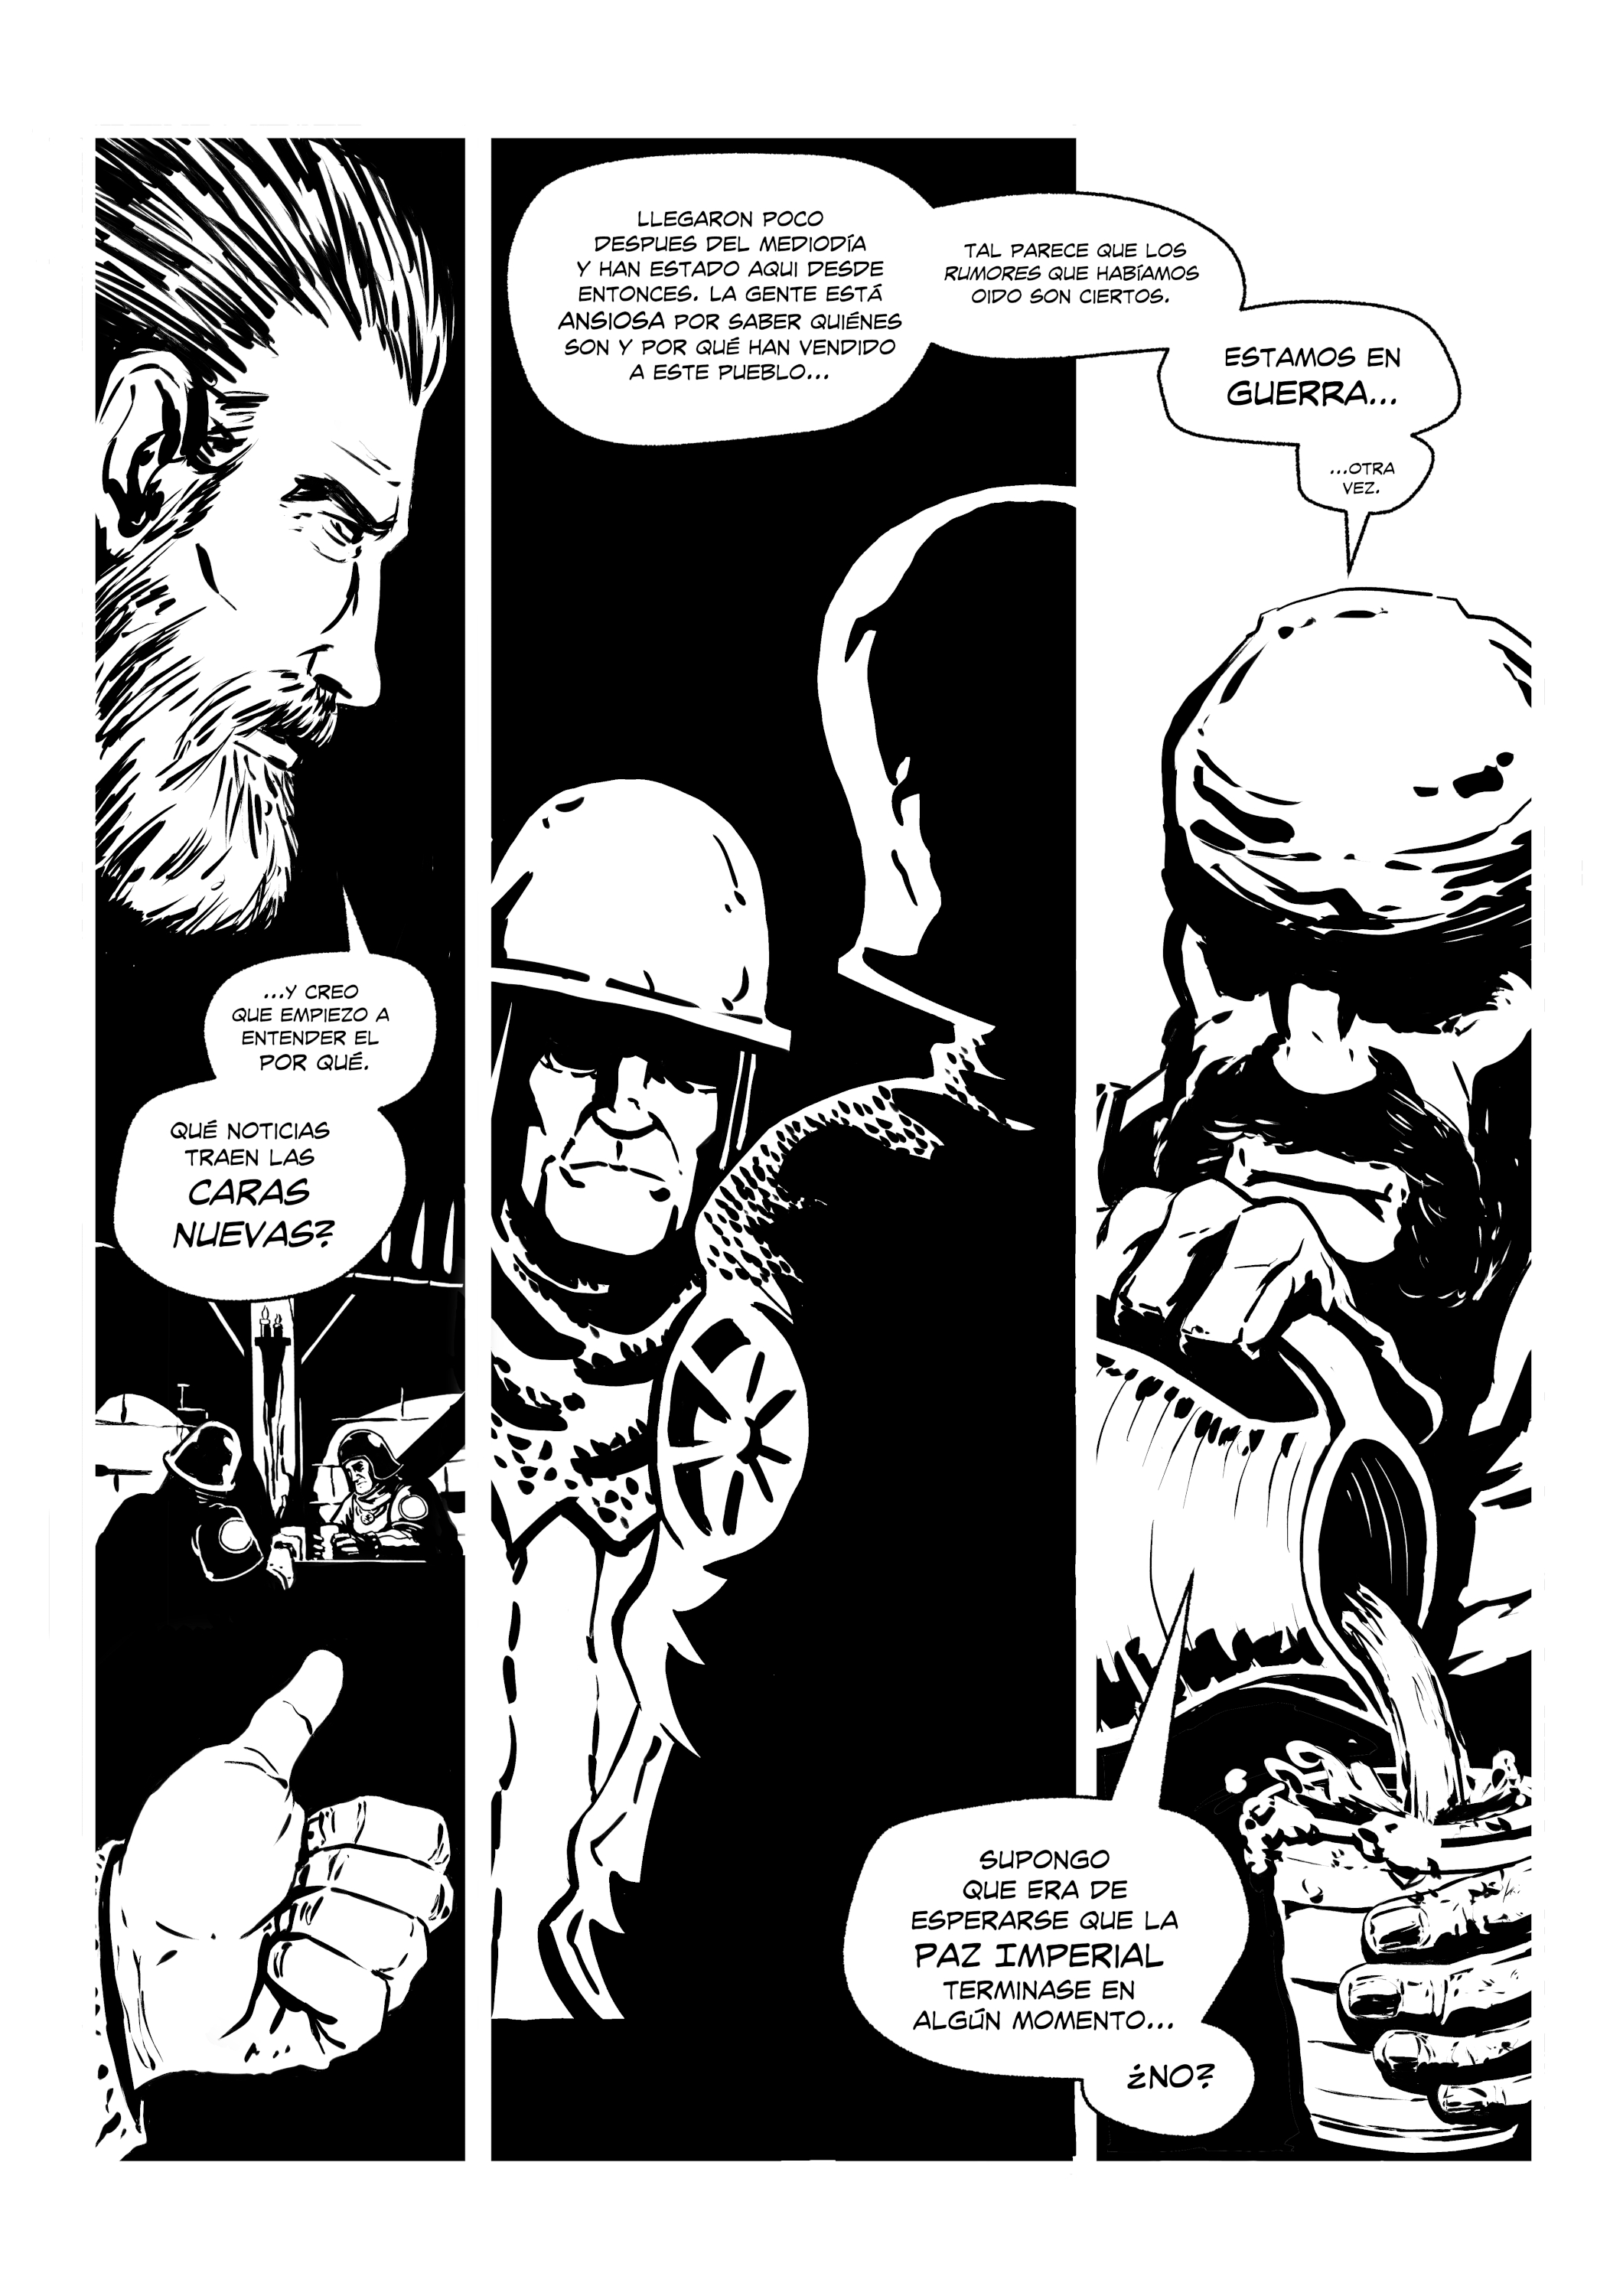 ...Y CREO
QUE EMPIEZO A
ENTENDER EL
POR QUÉ.
QUÉ NOTICIAS
TRAEN LAS
CARAS
NUEVAS?
LLEGARON POCO
DESPUES DEL MEDIODÍA
Y HAN ESTADO AQUI DESDE
ENTONCES. LA GENTE ESTÁ
ANSIOSA POR SABER QUIÉNES
SON Y POR QUÉ HAN VENDIDO
A ESTE PUEBLO...
TAL PARECE QUE LOS
RUMORES QUE HABÍAMOS
OIDO SON CIERTOS.
ESTAMOS EN
GUERRA...
...OTRA
VEZ.
SUPONGO
QUE ERA DE
ESPERARSE QUE LA
PAZ IMPERIAL
TERMINASE EN
ALGÚN MOMENTO...
¿NO?